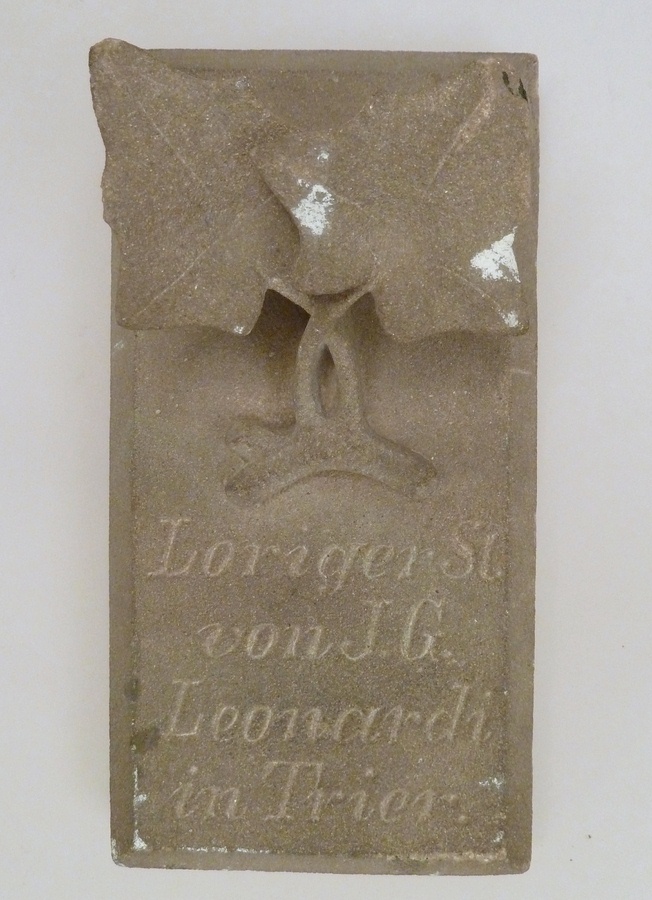 Loriger St
von J. G.
Leonardi
in Trier.